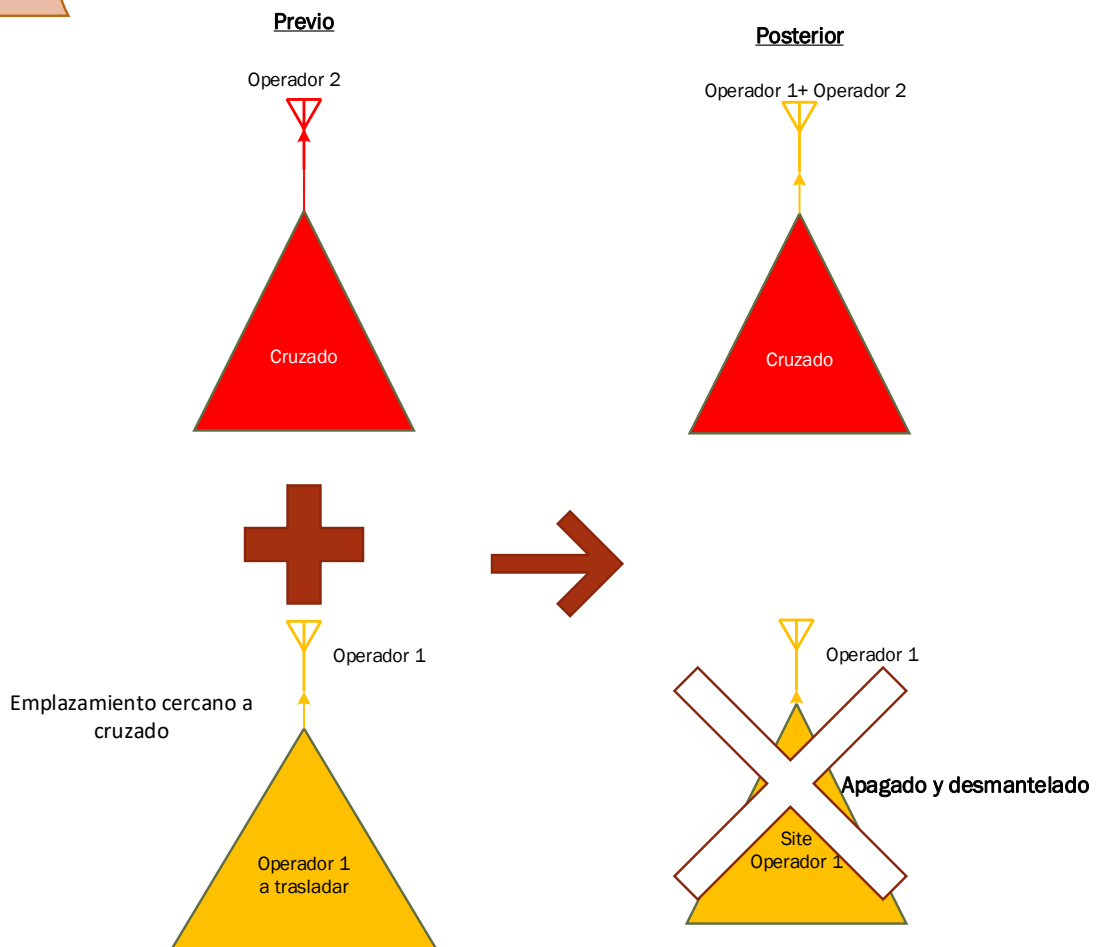 Previo
Posterior
Operador 2
Operador 1+ Operador 2
Cruzado
Cruzado
Operador 1
Operador 1
Emplazamiento cercano a
cruzado
Apagado y desmantelado
Operador 1
a trasladar
Site
Operador 1